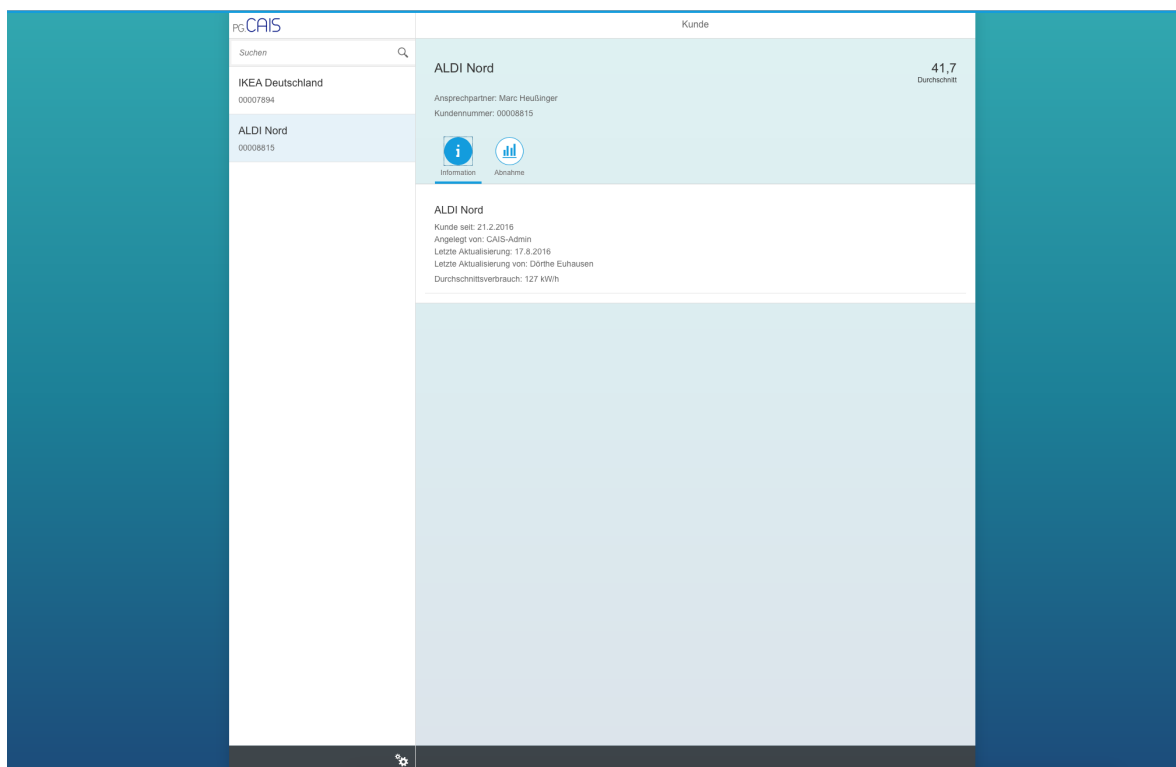 PG.CAIS
Suchen
IKEA Deutschland
00007894
ALDI Nord
00008815
Kunde
ALDI Nord
41,7
Durchschnitt
Ansprechpartner: Marc Heußinger
Kundennummer: 00008815
Information
Abnahme
ALDI Nord
Kunde seit: 21.2.2016
Angelegt von: CAIS-Admin
Letzte Aktualisierung: 17.8.2016
Letzte Aktualisierung von: Dörthe Euhausen
Durchschnittsverbrauch: 127 kW/h